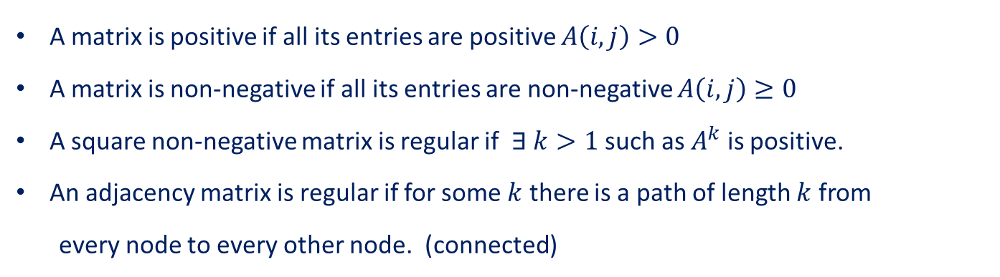 • A matrix is positive if all its entries are positive A(i,j) > 0
• A matrix is non-negative if all its entries are non-negative A(i,j) ≥ 0
• A square non-negative matrix is regular if ∃ k > 1 such as Aᵏ is positive.
• An adjacency matrix is regular if for some k there is a path of length k from
every node to every other node. (connected)